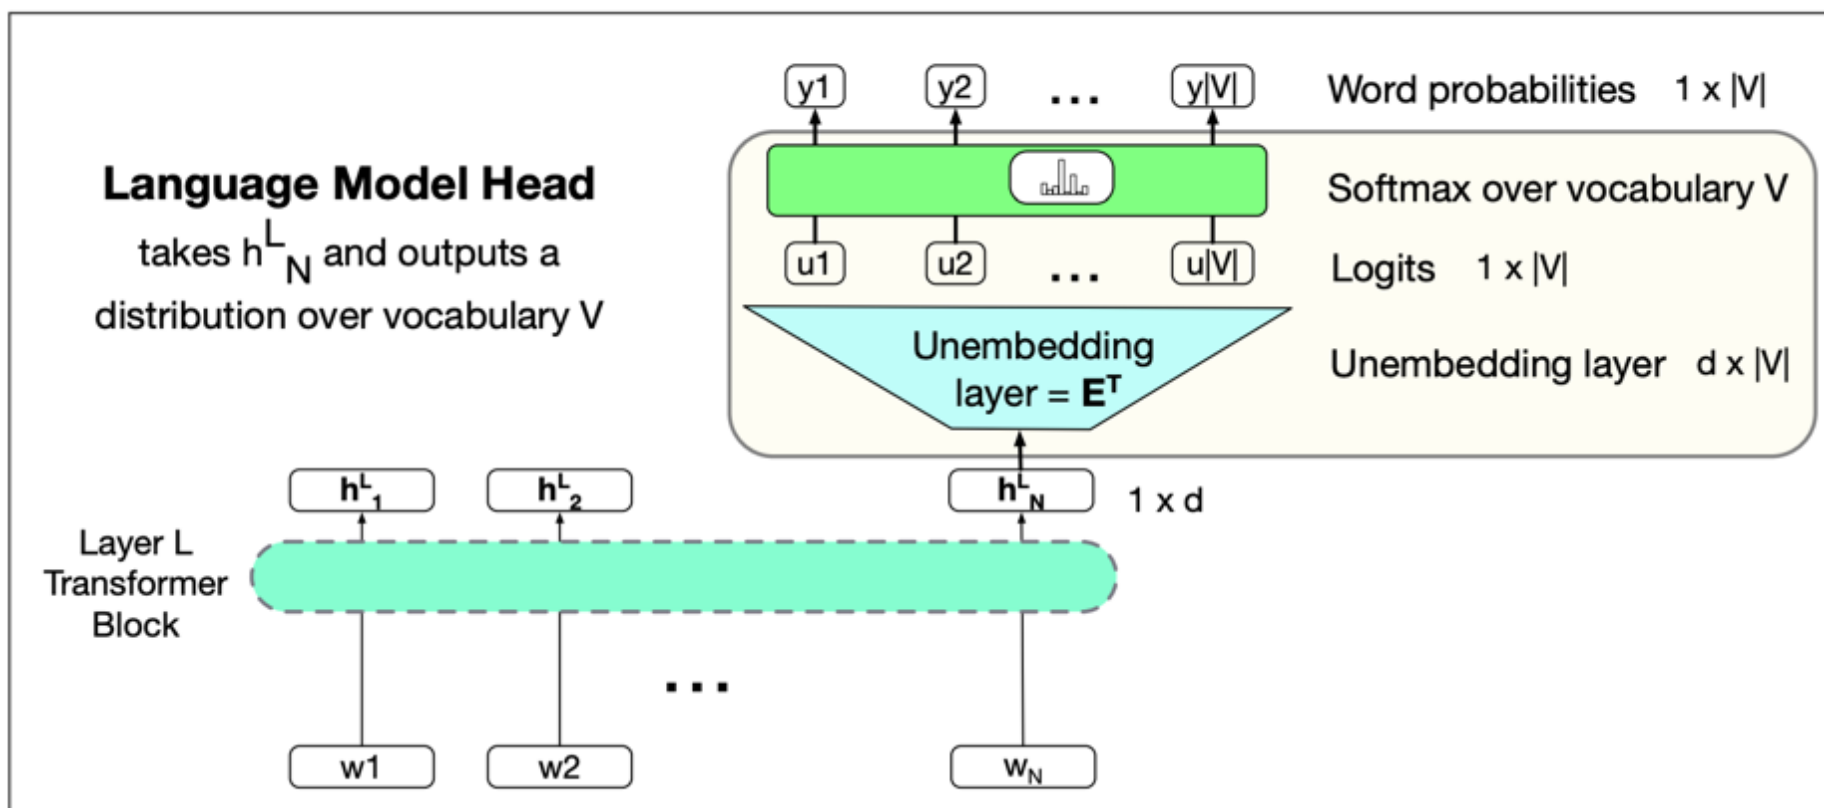 y1 y2 ... y|V| Word probabilities 1 x |V|
Language Model Head
takes h^L_N and outputs a
distribution over vocabulary V
Softmax over vocabulary V
u1 u2 ... u|V| Logits 1 x |V|
Unembedding
layer = E^T
Unembedding layer d x |V|
h^L_1 h^L_2 h^L_N 1 x d
Layer L
Transformer
Block
...
w1 w2 w_N